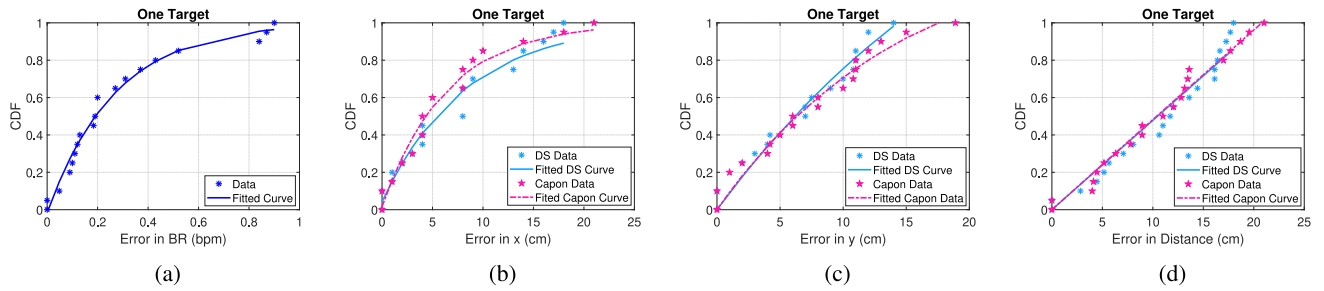 One Target
CDF
1
0.8
0.6
0.4
0.2
0
0 0.2 0.4 0.6 0.8 1
Data
Fitted Curve
Error in BR (bpm)
(a)
One Target
CDF
1
0.8
0.6
0.4
0.2
0
0 5 10 15 20 25
DS Data
Fitted DS Curve
Capon Data
Fitted Capon Curve
Error in x (cm)
(b)
One Target
CDF
1
0.8
0.6
0.4
0.2
0
0 5 10 15 20
DS Data
Fitted DS Curve
Capon Data
Fitted Capon Data
Error in y (cm)
(c)
One Target
CDF
1
0.8
0.6
0.4
0.2
0
0 5 10 15 20 25
DS Data
Fitted DS Curve
Capon Data
Fitted Capon Curve
Error in Distance (cm)
(d)